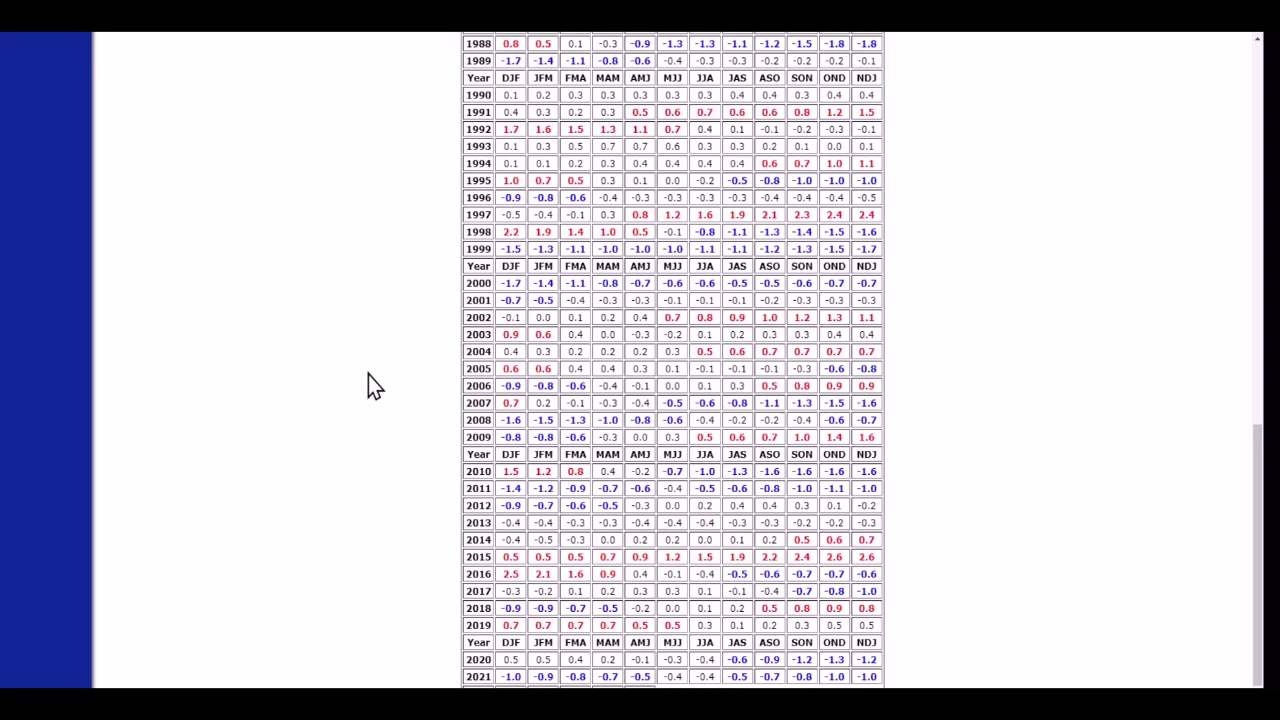 1988 0.8 0.5 0.1 -0.3 -0.9 -1.3 -1.3 -1.1 -1.2 -1.5 -1.8 -1.8
1989 -1.7 -1.4 -1.1 -0.8 -0.6 -0.4 -0.3 -0.3 -0.2 -0.2 -0.2 -0.1
Year DJF JFM FMA MAM AMJ MJJ JJA JAS ASO SON OND NDJ
1990 0.1 0.2 0.3 0.3 0.3 0.3 0.3 0.4 0.4 0.3 0.4 0.4
1991 0.4 0.3 0.2 0.3 0.5 0.6 0.7 0.6 0.6 0.8 1.2 1.5
1992 1.7 1.6 1.5 1.3 1.1 0.7 0.4 0.1 -0.1 -0.2 -0.3 -0.1
1993 0.1 0.3 0.5 0.7 0.7 0.6 0.3 0.3 0.2 0.1 0.0 0.1
1994 0.1 0.1 0.2 0.3 0.4 0.4 0.4 0.4 0.6 0.7 1.0 1.1
1995 1.0 0.7 0.5 0.3 0.1 0.0 -0.2 -0.5 -0.8 -1.0 -1.0 -1.0
1996 -0.9 -0.8 -0.6 -0.4 -0.3 -0.3 -0.3 -0.3 -0.4 -0.4 -0.4 -0.5
1997 -0.5 -0.4 -0.1 0.3 0.8 1.2 1.6 1.9 2.1 2.3 2.4 2.4
1998 2.2 1.9 1.4 1.0 0.5 -0.1 -0.8 -1.1 -1.3 -1.4 -1.5 -1.6
1999 -1.5 -1.3 -1.1 -1.0 -1.0 -1.0 -1.1 -1.1 -1.2 -1.3 -1.5 -1.7
Year DJF JFM FMA MAM AMJ MJJ JJA JAS ASO SON OND NDJ
2000 -1.7 -1.4 -1.1 -0.8 -0.7 -0.6 -0.6 -0.5 -0.5 -0.6 -0.7 -0.7
2001 -0.7 -0.5 -0.4 -0.3 -0.3 -0.1 -0.1 -0.1 -0.2 -0.3 -0.3 -0.3
2002 -0.1 0.0 0.1 0.2 0.4 0.7 0.8 0.9 1.0 1.2 1.3 1.1
2003 0.9 0.6 0.4 0.0 -0.3 -0.2 0.1 0.2 0.3 0.3 0.4 0.4
2004 0.4 0.3 0.2 0.2 0.2 0.3 0.5 0.6 0.7 0.7 0.7 0.7
2005 0.6 0.6 0.4 0.4 0.3 0.1 -0.1 -0.1 -0.1 -0.3 -0.6 -0.8
2006 -0.9 -0.8 -0.6 -0.4 -0.1 0.0 0.1 0.3 0.5 0.8 0.9 0.9
2007 0.7 0.2 -0.1 -0.3 -0.4 -0.5 -0.6 -0.8 -1.1 -1.3 -1.5 -1.6
2008 -1.6 -1.5 -1.3 -1.0 -0.8 -0.6 -0.4 -0.2 -0.2 -0.4 -0.6 -0.7
2009 -0.8 -0.8 -0.6 -0.3 0.0 0.3 0.5 0.6 0.7 1.0 1.4 1.6
Year DJF JFM FMA MAM AMJ MJJ JJA JAS ASO SON OND NDJ
2010 1.5 1.2 0.8 0.4 -0.2 -0.7 -1.0 -1.3 -1.6 -1.6 -1.6 -1.6
2011 -1.4 -1.2 -0.9 -0.7 -0.6 -0.4 -0.5 -0.6 -0.8 -1.0 -1.1 -1.0
2012 -0.9 -0.7 -0.6 -0.5 -0.3 0.0 0.2 0.4 0.4 0.3 0.1 -0.2
2013 -0.4 -0.4 -0.3 -0.3 -0.4 -0.4 -0.4 -0.3 -0.3 -0.2 -0.2 -0.3
2014 -0.4 -0.5 -0.3 0.0 0.2 0.2 0.0 0.1 0.2 0.5 0.6 0.7
2015 0.5 0.5 0.5 0.7 0.9 1.2 1.5 1.9 2.2 2.4 2.6 2.6
2016 2.5 2.1 1.6 0.9 0.4 -0.1 -0.4 -0.5 -0.6 -0.7 -0.7 -0.6
2017 -0.3 -0.2 0.1 0.2 0.3 0.3 0.1 -0.1 -0.4 -0.7 -0.8 -1.0
2018 -0.9 -0.9 -0.7 -0.5 -0.2 0.0 0.1 0.2 0.5 0.8 0.9 0.8
2019 0.7 0.7 0.7 0.7 0.5 0.5 0.3 0.1 0.2 0.3 0.5 0.5
Year DJF JFM FMA MAM AMJ MJJ JJA JAS ASO SON OND NDJ
2020 0.5 0.5 0.4 0.2 -0.1 -0.3 -0.4 -0.6 -0.9 -1.2 -1.3 -1.2
2021 -1.0 -0.9 -0.8 -0.7 -0.5 -0.4 -0.4 -0.5 -0.7 -0.8 -1.0 -1.0